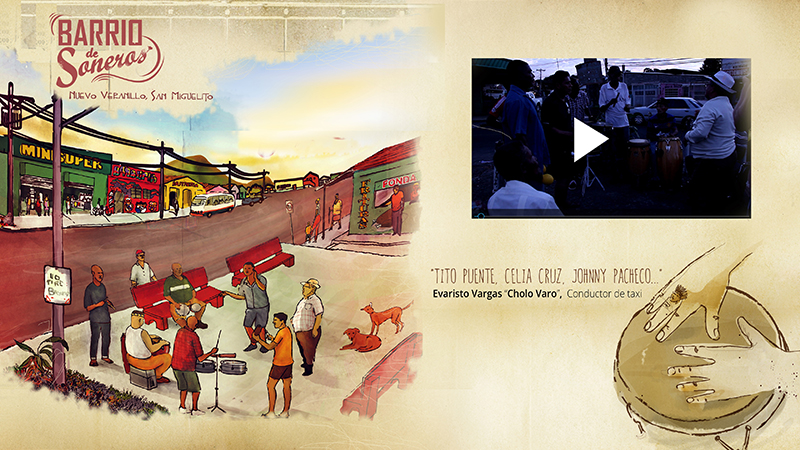 BARRIO
de
Soneros
NUEVO VERANILLO, SAN MIGUELITO
MINISUPER
FONDA
"TITO PUENTE, CELIA CRUZ, JOHNNY PACHECO..."
Evaristo Vargas "Cholo Varo", Conductor de taxi